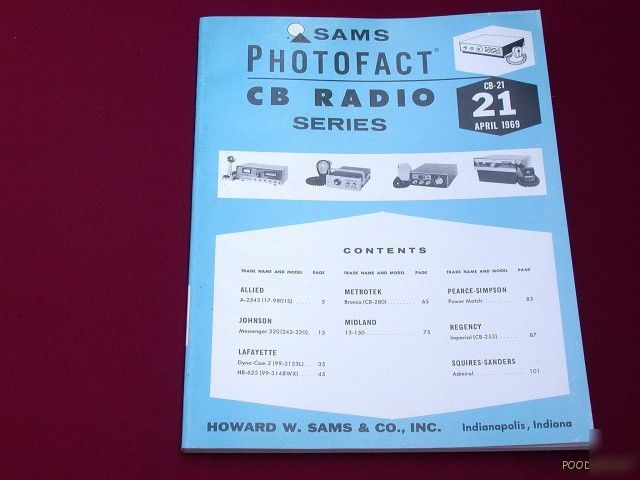 SAMS
PHOTOFACT®
CB RADIO
SERIES
CB-21
21
APRIL 1969
CONTENTS
TRADE NAME AND MODEL PAGE
ALLIED
A-2543 (17-98015)........ 5
JOHNSON
Messenger 320 (242-320). 15
LAFAYETTE
Dyna-Com 2 (99-3153L).... 35
HB-625 (99-3148WX).... 45
TRADE NAME AND MODEL PAGE
METROTEK
Bronco (CB-280)......... 65
MIDLAND
13-150................. 75
TRADE NAME AND MODEL PAGE
PEARCE-SIMPSON
Power Match............ 83
REGENCY
Imperial (CB-253)........ 87
SQUIRES-SANDERS
Admiral............... 101
HOWARD W. SAMS & CO., INC. Indianapolis, Indiana